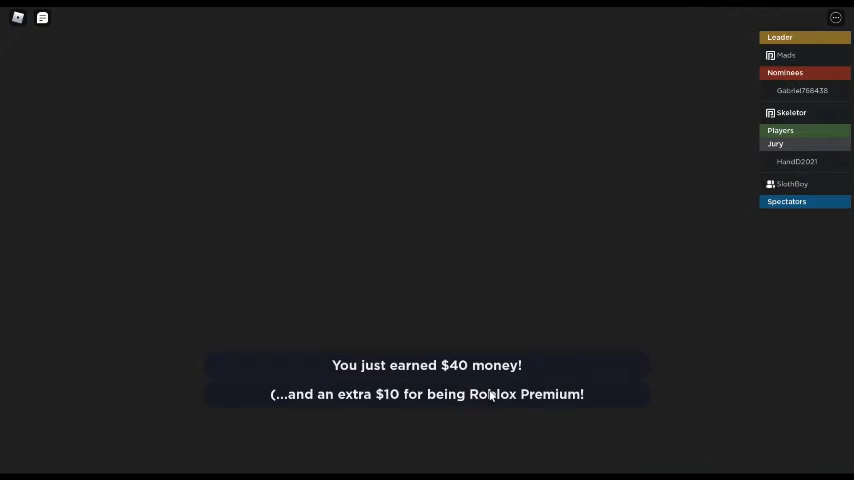 Leader
Mads
Nominees
Gabriel768438
Skeletor
Players
Jury
HandD2021
SlothBoy
Spectators
You just earned $40 money!
(...and an extra $10 for being Roblox Premium!